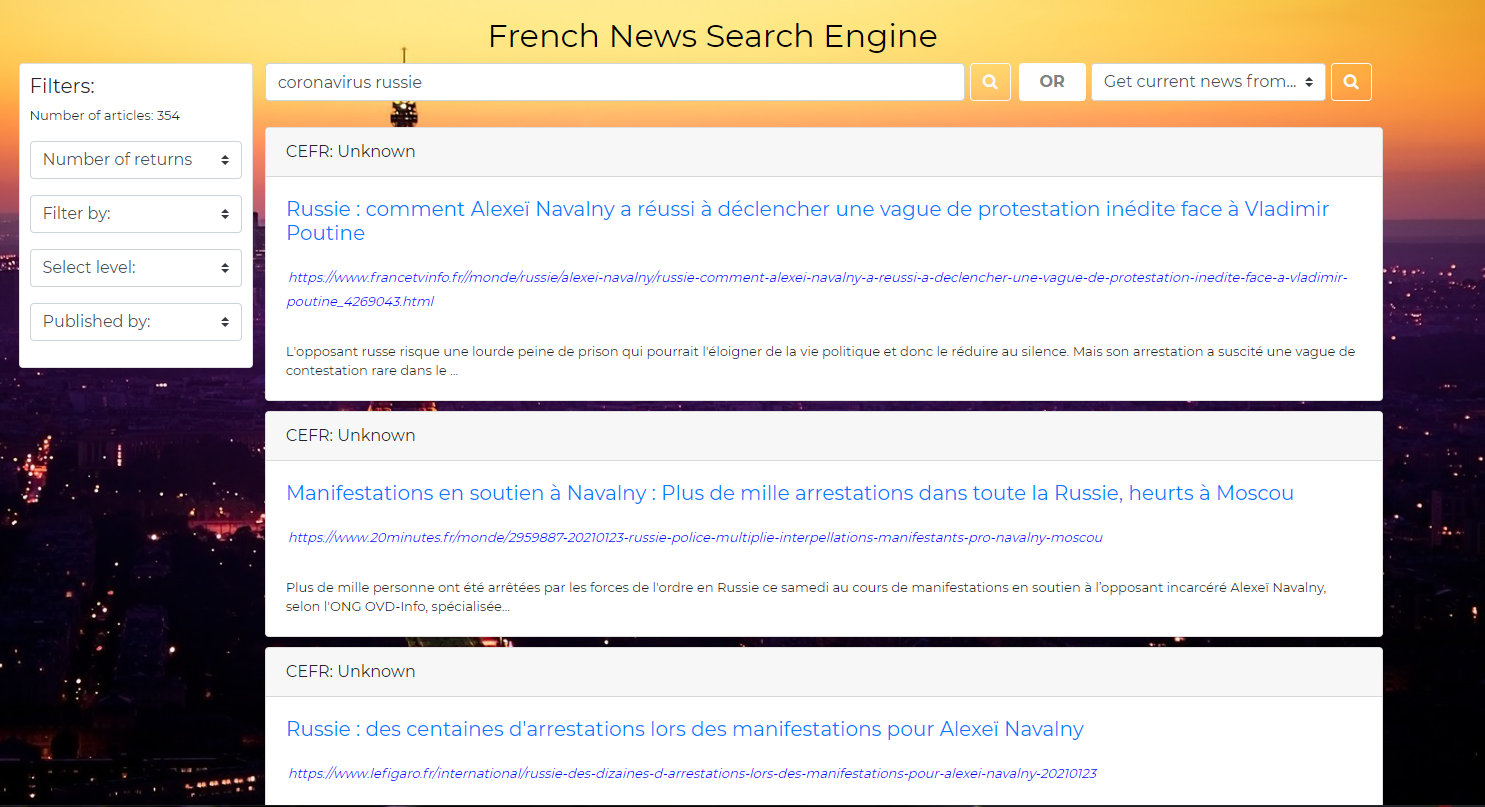 French News Search Engine
Filters:
Number of articles: 354
Number of returns
Filter by:
Select level:
Published by:
coronavirus russie
OR
Get current news from...
CEFR: Unknown
Russie : comment Alexeï Navalny a réussi à déclencher une vague de protestation inédite face à Vladimir
Poutine
https://www.francetvinfo.fr//monde/russie/alexei-navalny/russie-comment-alexei-navalny-a-reussi-a-declencher-une-vague-de-protestation-inedite-face-a-vladimir-
poutine_4269043.html
L'opposant russe risque une lourde peine de prison qui pourrait l'éloigner de la vie politique et donc le réduire au silence. Mais son arrestation a suscité une vague de
contestation rare dans le ...
CEFR: Unknown
Manifestations en soutien à Navalny : Plus de mille arrestations dans toute la Russie, heurts à Moscou
https://www.20minutes.fr/monde/2959887-20210123-russie-police-multiplie-interpellations-manifestants-pro-navalny-moscou
Plus de mille personne ont été arrêtées par les forces de l'ordre en Russie ce samedi au cours de manifestations en soutien à l’opposant incarcéré Alexeï Navalny,
selon l'ONG OVD-Info, spécialisée...
CEFR: Unknown
Russie : des centaines d'arrestations lors des manifestations pour Alexeï Navalny
https://www.lefigaro.fr/international/russie-des-dizaines-d-arrestations-lors-des-manifestations-pour-alexei-navalny-20210123